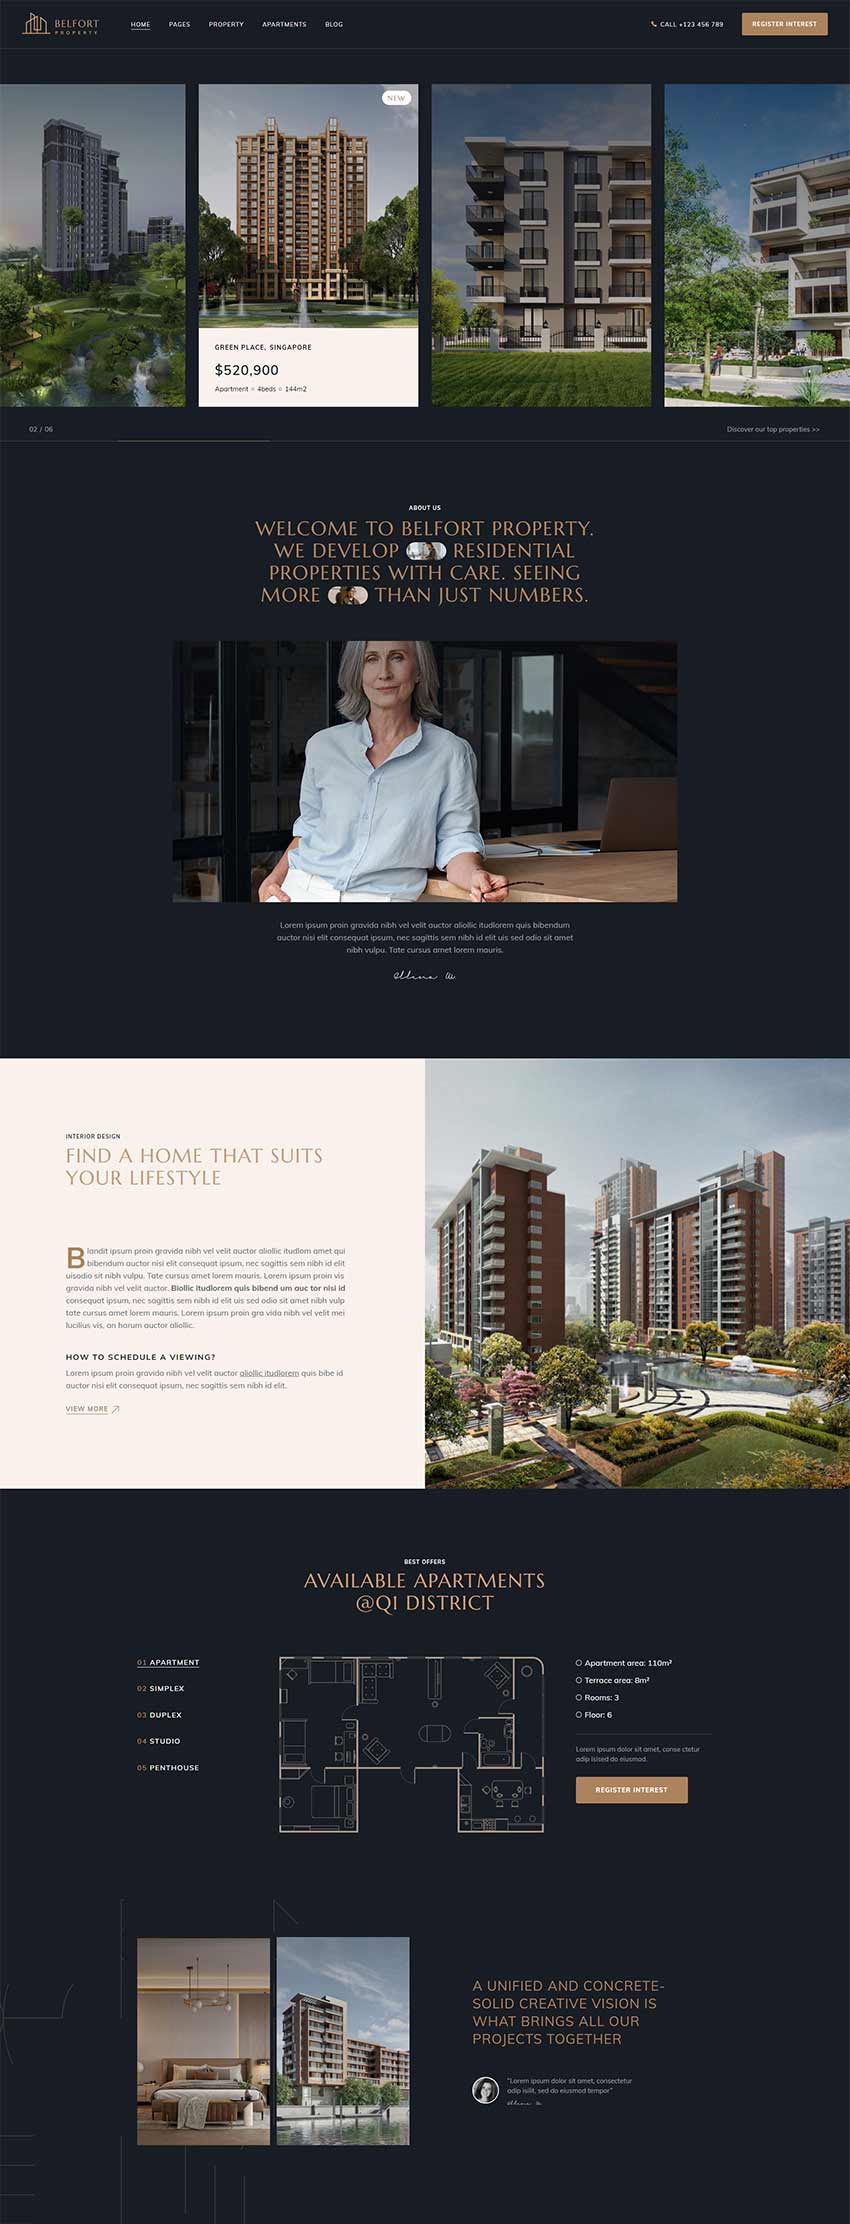 BELFORT
PROPERTY
HOME PAGES PROPERTY APARTMENTS BLOG
CALL +123 456 789
REGISTER INTEREST
NEW
GREEN PLACE, SINGAPORE
$520,900
Apartment 4beds 144m2
02 / 06
Discover our top properties >>
ABOUT US
WELCOME TO BELFORT PROPERTY.
WE DEVELOP RESIDENTIAL
PROPERTIES WITH CARE. SEEING
MORE THAN JUST NUMBERS.
Lorem ipsum proin gravida nibh vel velit auctor aliollic itudlorem quis bibendum
auctor nisi elit consequat ipsum, nec sagittis sem nibh id elit uis sed odio sit amet
nibh vulpu. Tate cursus amet lorem mauris.
INTERIOR DESIGN
FIND A HOME THAT SUITS
YOUR LIFESTYLE
Blandit ipsum proin gravida nibh vel velit auctor aliollic itudlom amet qui
bibendum auctor nisi elit consequat ipsum, nec sagittis sem nibh id elit
uisodio sit nibh vulpu. Tate cursus amet lorem mauris. Lorem ipsum proin vis
gravida nibh vel velit auctor. Biollic itudlorem quis bibend um auc tor nisi id
consequat ipsum, nec sagittis sem nibh id elit uis sed odio sit amet nibh vulp
tate cursus amet lorem mauris. Lorem ipsum proin gra vida nibh vel velit mei
lucilius vis, an harum auctor aliollic.
HOW TO SCHEDULE A VIEWING?
Lorem ipsum proin gravida nibh vel velit auctor aliollic itudlorem quis bibe id
auctor nisi elit consequat ipsum, nec sagittis sem nibh id elit.
VIEW MORE
BEST OFFERS
AVAILABLE APARTMENTS
@Q1 DISTRICT
01 APARTMENT
02 SIMPLEX
03 DUPLEX
04 STUDIO
05 PENTHOUSE
Apartment area: 110m²
Terrace area: 8m²
Rooms: 3
Floor: 6
Lorem ipsum dolor sit amet, conse ctetur
adip isised do eiusmod.
REGISTER INTEREST
A UNIFIED AND CONCRETE-
SOLID CREATIVE VISION IS
WHAT BRINGS ALL OUR
PROJECTS TOGETHER
"Lorem ipsum dolor sit amet, consectetur
adip isilit, sed do eiusmod tempor"